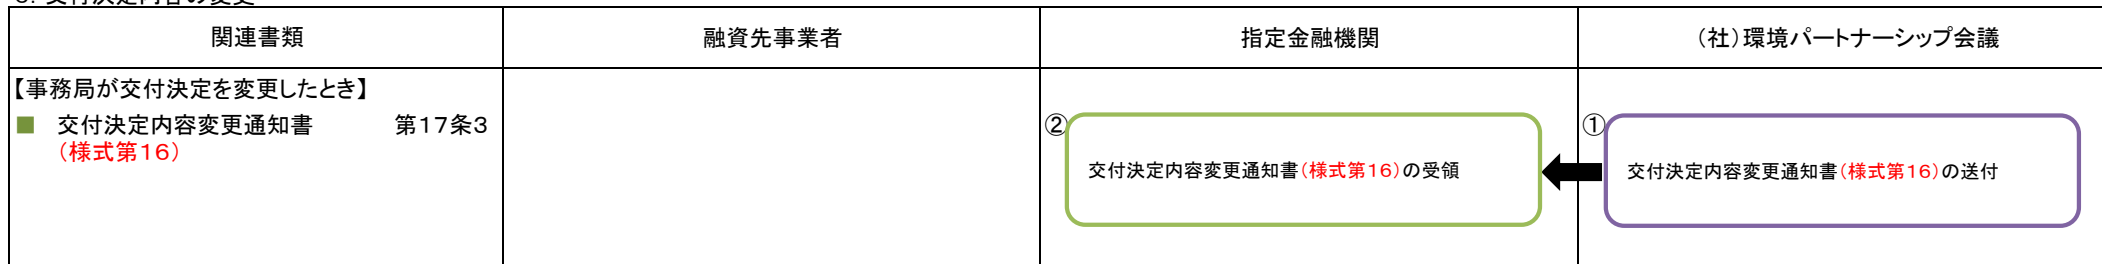 関連書類
融資先事業者
指定金融機関
（社）環境パートナーシップ会議
【事務局が交付決定を変更したとき】
■ 交付決定内容変更通知書 第１７条３
（様式第１６）
②
交付決定内容変更通知書（様式第１６）の受領
①
交付決定内容変更通知書（様式第１６）の送付